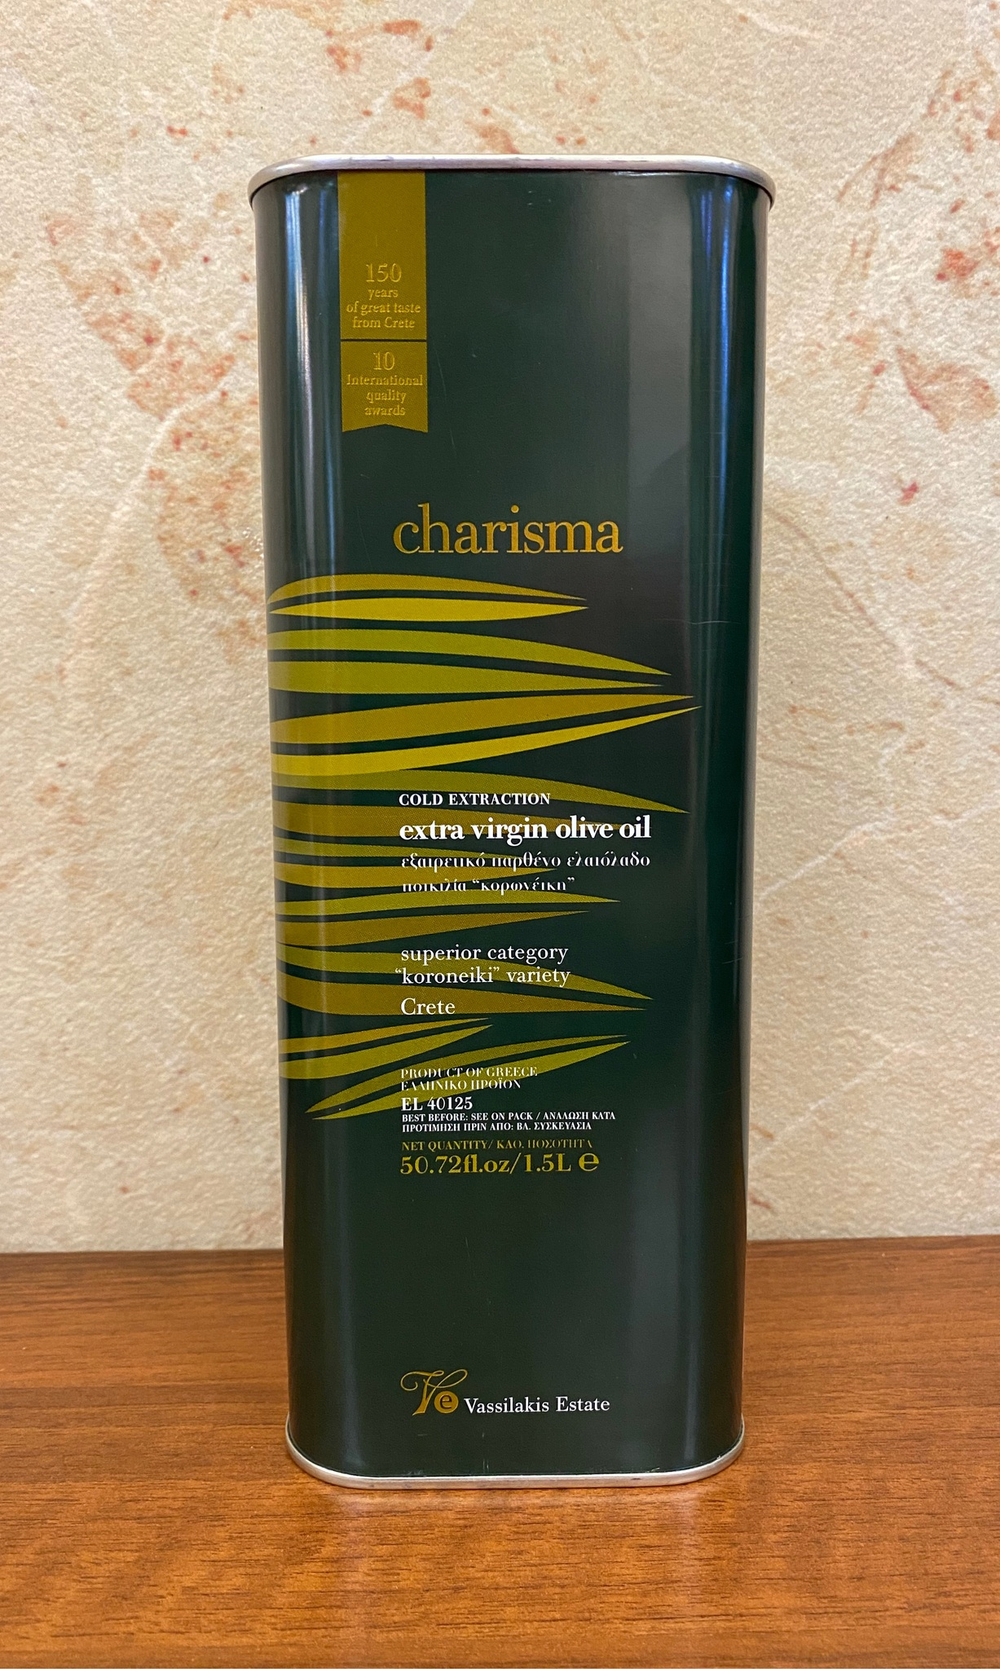 150
years
of great taste
from Crete
10
International
quality
awards
charisma
COLD EXTRACTION
extra virgin olive oil
εξαιρετικό παρθένο ελαιόλαδο
ποικιλία “κορωνέικη”
superior category
“koroneiki” variety
Crete
PRODUCT OF GREECE
ΕΛΛΗΝΙΚΟ ΠΡΟΪΟΝ
EL 40125
BEST BEFORE: SEE ON PACK / ΑΝΑΛΩΣΗ ΚΑΤΑ
ΠΡΟΤΙΜΗΣΗ ΠΡΙΝ ΑΠΟ: ΒΛ. ΣΥΣΚΕΥΑΣΙΑ
NET QUANTITY/ ΚΑΘ. ΠΟΣΟΤΗΤΑ
50.72fl.oz/1.5L ℮
Ve Vassilakis Estate